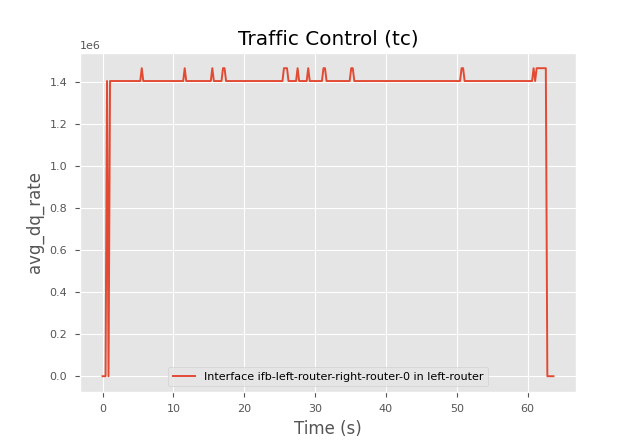 Traffic Control (tc)
1e6
1.4
1.2
1.0
0.8
0.6
0.4
0.2
0.0
avg_dq_rate
Interface ifb-left-router-right-router-0 in left-router
0 10 20 30 40 50 60
Time (s)